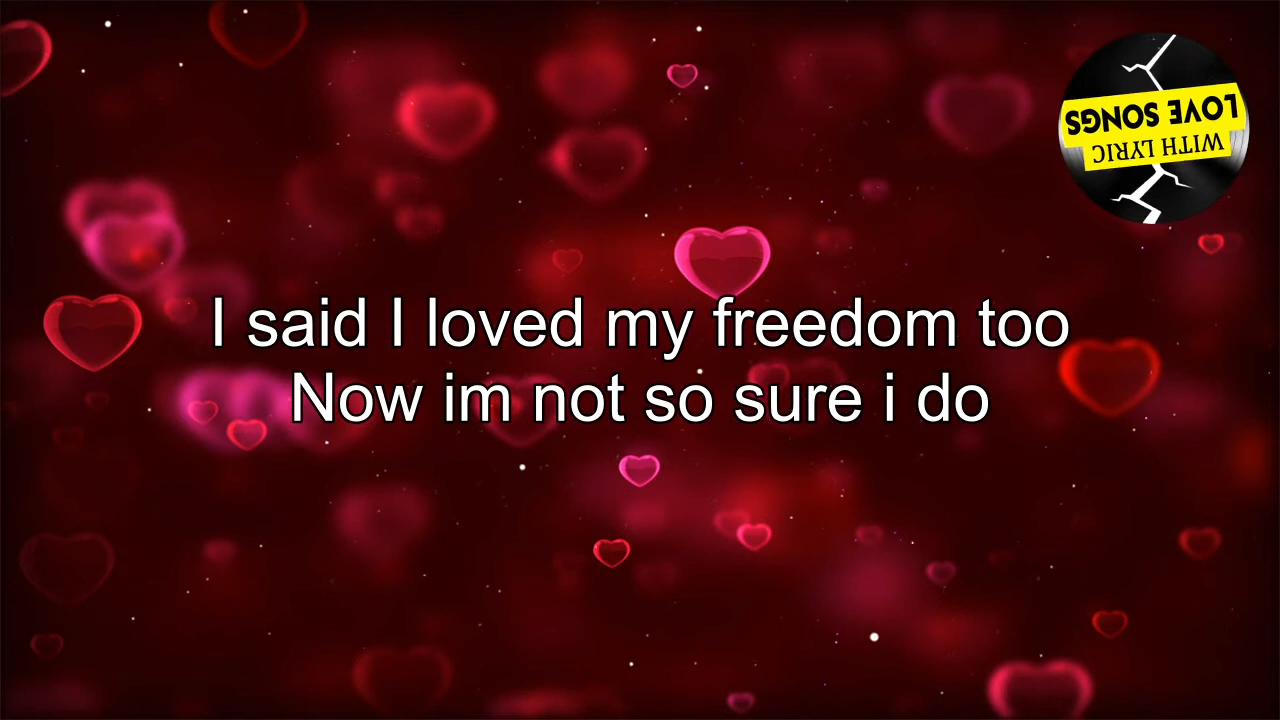 LOVE SONGS
WITH LYRIC
I said I loved my freedom too
Now im not so sure i do